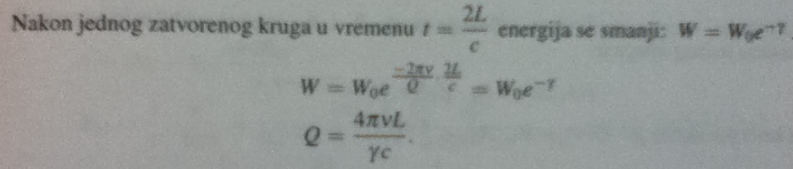 Nakon jednog zatvorenog kruga u vremenu t = 2L/c energija se smanji: W = W₀e^−γ
W = W₀e^(−2πν/Q · 2L/c) = W₀e^−γ
Q = 4πνL/γc.